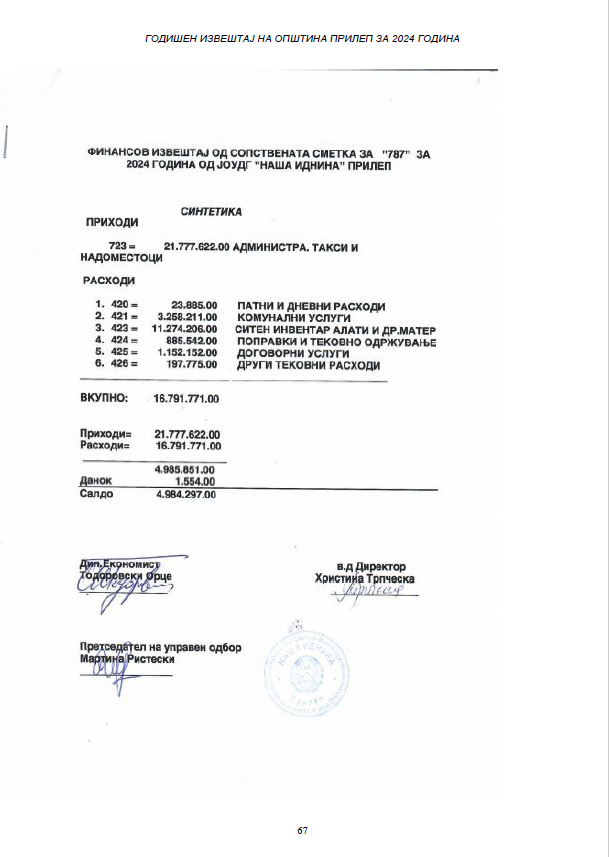 ГОДИШЕН ИЗВЕШТАЈ НА ОПШТИНА ПРИЛЕП ЗА 2024 ГОДИНА
ФИНАНСОВ ИЗВЕШТАЈ ОД СОПСТВЕНАТА СМЕТКА ЗА "787" ЗА
2024 ГОДИНА ОД ЈОУДГ "НАША ИДНИНА" ПРИЛЕП
СИНТЕТИКА
ПРИХОДИ
723 = 21.777.622.00 АДМИНИСТРА. ТАКСИ И
НАДОМЕСТОЦИ
РАСХОДИ
1. 420 = 23.885.00 ПАТНИ И ДНЕВНИ РАСХОДИ
2. 421 = 3.258.211.00 КОМУНАЛНИ УСЛУГИ
3. 423 = 11.274.206.00 СИТЕН ИНВЕНТАР АЛАТИ И ДР.МАТЕР
4. 424 = 885.542.00 ПОПРАВКИ И ТЕКОВНО ОДРЖУВАЊЕ
5. 425 = 1.152.152.00 ДОГОВОРНИ УСЛУГИ
6. 426 = 197.775.00 ДРУГИ ТЕКОВНИ РАСХОДИ
ВКУПНО: 16.791.771.00
Приходи= 21.777.622.00
Расходи= 16.791.771.00
4.985.851.00
Данок 1.554.00
Салдо 4.984.297.00
Дип.Економист
Тодоровски Орце
в.д Директор
Христина Трпческа
Претседател на управен одбор
Мартина Ристески
НАША ИДНИНА
67